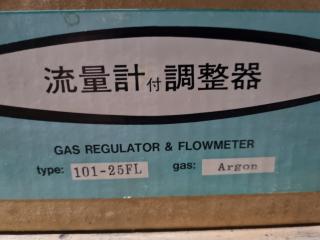 流量計付調整器
GAS REGULATOR & FLOWMETER
type: 101-25FL gas: Argon